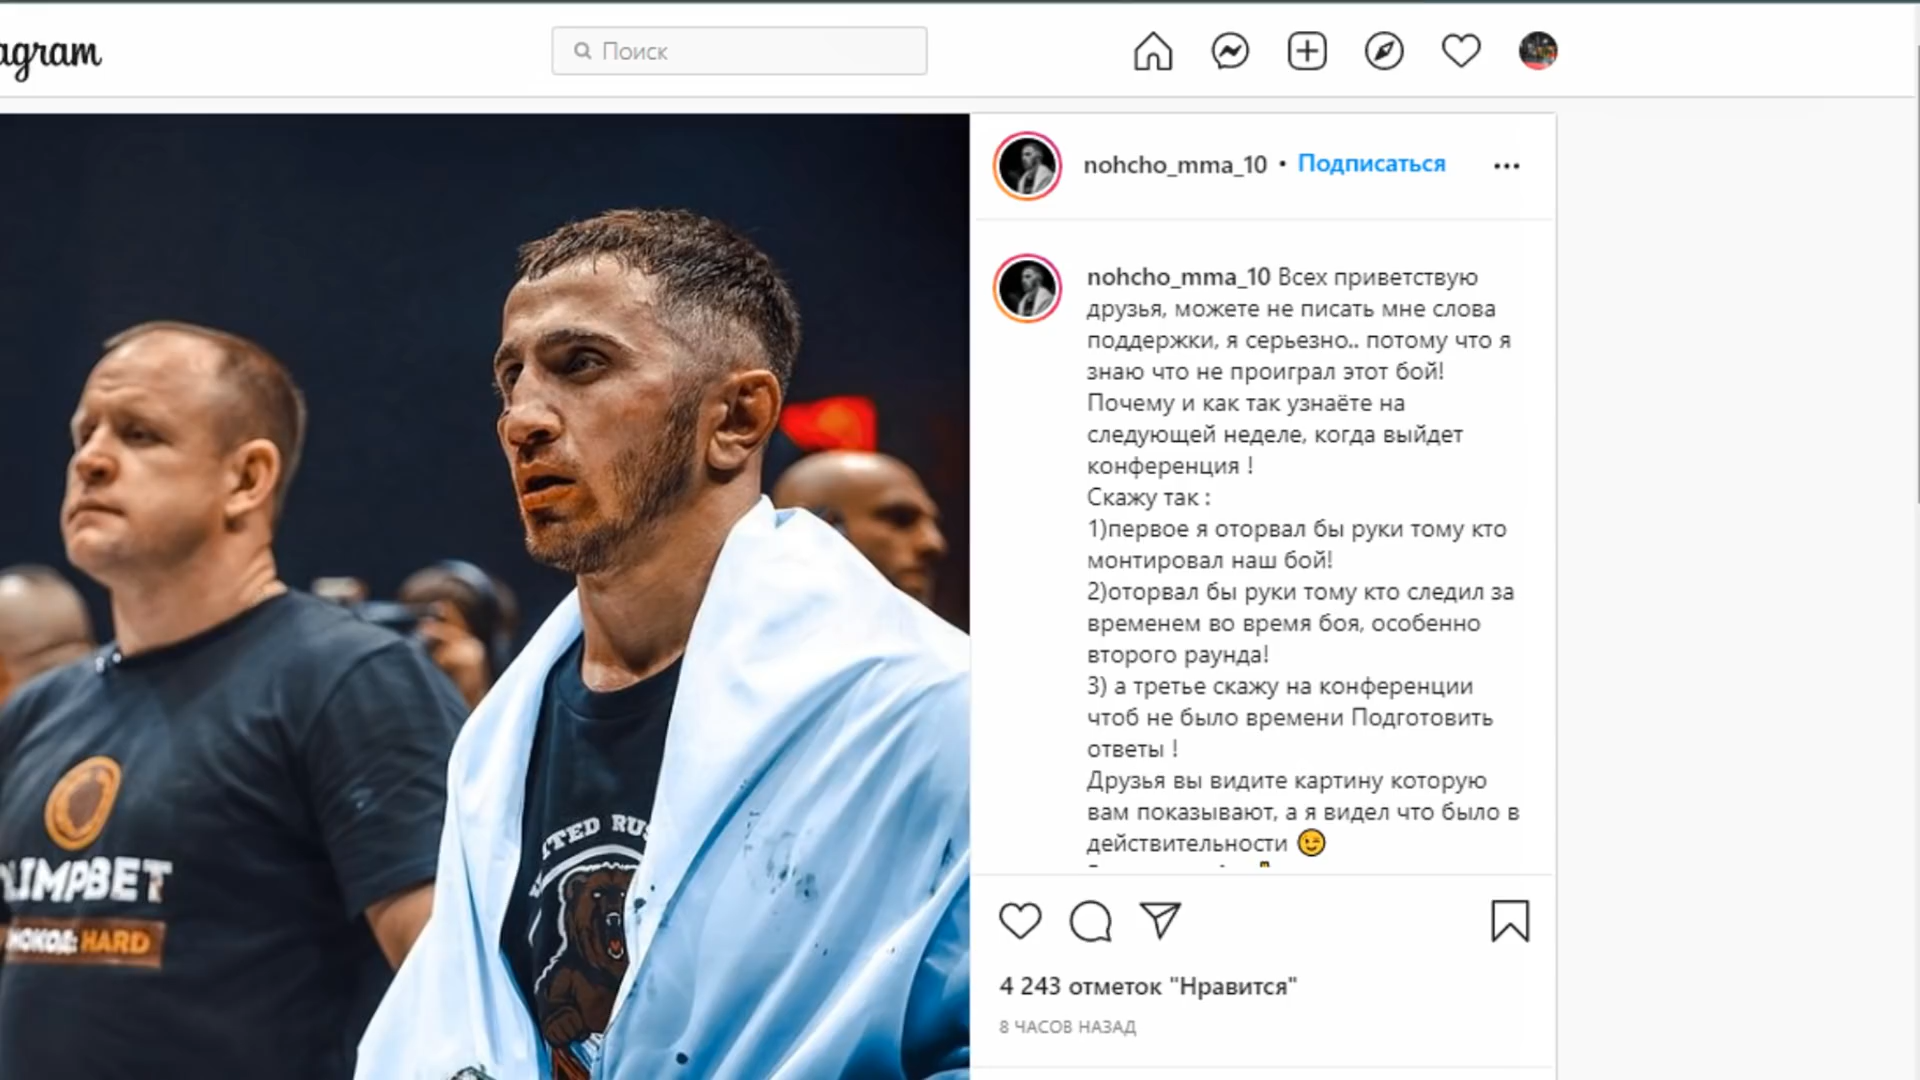 agram
Поиск
nohcho_mma_10 • Подписаться
nohcho_mma_10 Всех приветствую
друзья, можете не писать мне слова
поддержки, я серьезно.. потому что я
знаю что не проиграл этот бой!
Почему и как так узнаёте на
следующей неделе, когда выйдет
конференция !
Скажу так :
1)первое я оторвал бы руки тому кто
монтировал наш бой!
2)оторвал бы руки тому кто следил за
временем во время боя, особенно
второго раунда!
3) а третье скажу на конференции
чтоб не было времени Подготовить
ответы !
Друзья вы видите картину которую
вам показывают, а я видел что было в
действительности 😉
4 243 отметок "Нравится"
8 ЧАСОВ НАЗАД
LIMPBET
МОКОД: HARD
ITED RUS